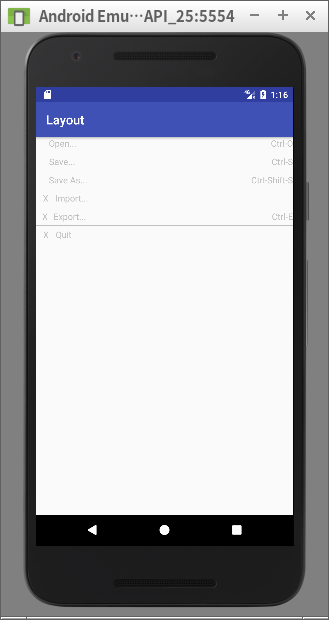 Android Emu···API_25:5554
1:16
Layout
Open... Ctrl-O
Save... Ctrl-S
Save As... Ctrl-Shift-S
X Import...
X Export... Ctrl-E
X Quit